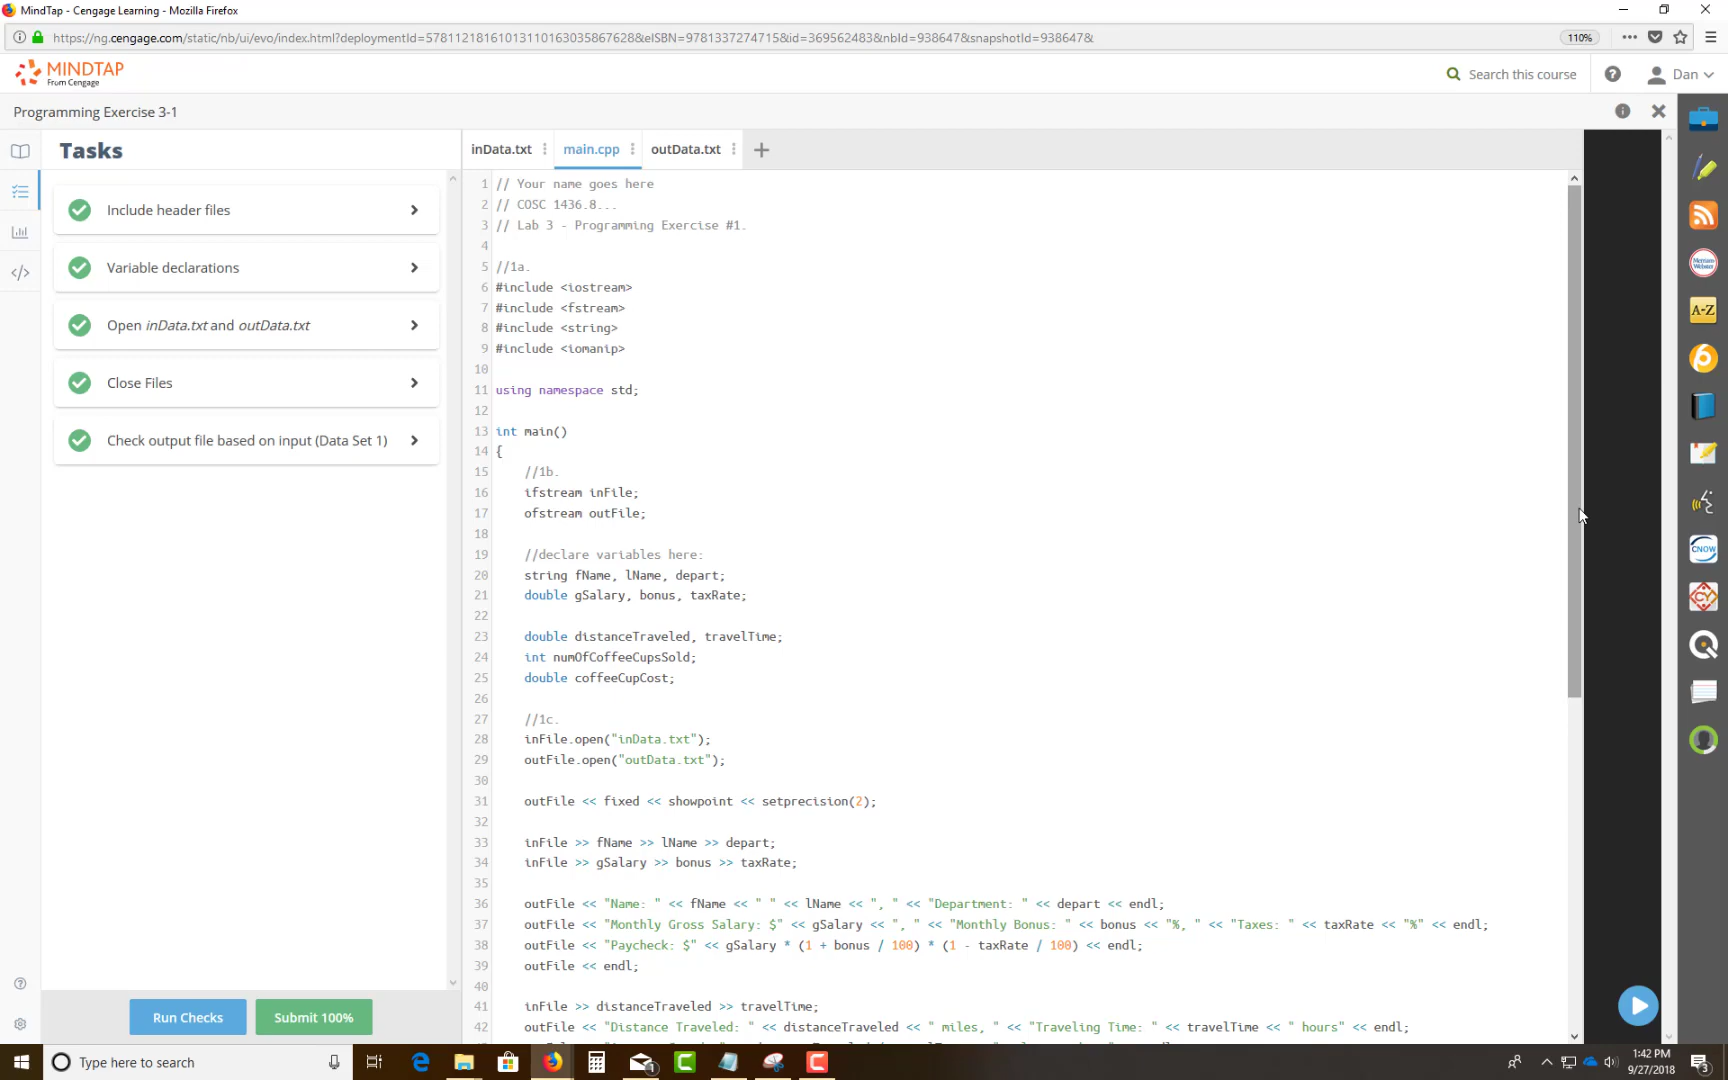 MindTap - Cengage Learning - Mozilla Firefox
https://ng.cengage.com/static/nb/ui/evo/index.html?deploymentId=57811218161013110163035867628&eISBN=9781337274715&id=369562483&nbId=938647&snapshotId=938647&
110%
MINDTAP
From Cengage
Search this course
Dan
Programming Exercise 3-1
Tasks
Include header files
Variable declarations
Open inData.txt and outData.txt
Close Files
Check output file based on input (Data Set 1)
Run Checks
Submit 100%
inData.txt
main.cpp
outData.txt
1 // Your name goes here
2 // COSC 1436.8...
3 // Lab 3 - Programming Exercise #1.
4
5 //1a.
6 #include <iostream>
7 #include <fstream>
8 #include <string>
9 #include <iomanip>
10
11 using namespace std;
12
13 int main()
14 {
15 //1b.
16 ifstream inFile;
17 ofstream outFile;
18
19 //declare variables here:
20 string fName, lName, depart;
21 double gSalary, bonus, taxRate;
22
23 double distanceTraveled, travelTime;
24 int numOfCoffeeCupsSold;
25 double coffeeCupCost;
26
27 //1c.
28 inFile.open("inData.txt");
29 outFile.open("outData.txt");
30
31 outFile << fixed << showpoint << setprecision(2);
32
33 inFile >> fName >> lName >> depart;
34 inFile >> gSalary >> bonus >> taxRate;
35
36 outFile << "Name: " << fName << " " << lName << ", " << "Department: " << depart << endl;
37 outFile << "Monthly Gross Salary: $" << gSalary << ", " << "Monthly Bonus: " << bonus << "%, " << "Taxes: " << taxRate << "%" << endl;
38 outFile << "Paycheck: $" << gSalary * (1 + bonus / 100) * (1 - taxRate / 100) << endl;
39 outFile << endl;
40
41 inFile >> distanceTraveled >> travelTime;
42 outFile << "Distance Traveled: " << distanceTraveled << " miles, " << "Traveling Time: " << travelTime << " hours" << endl;
A-Z
CNOW
CY
Type here to search
1
1:42 PM
9/27/2018
3